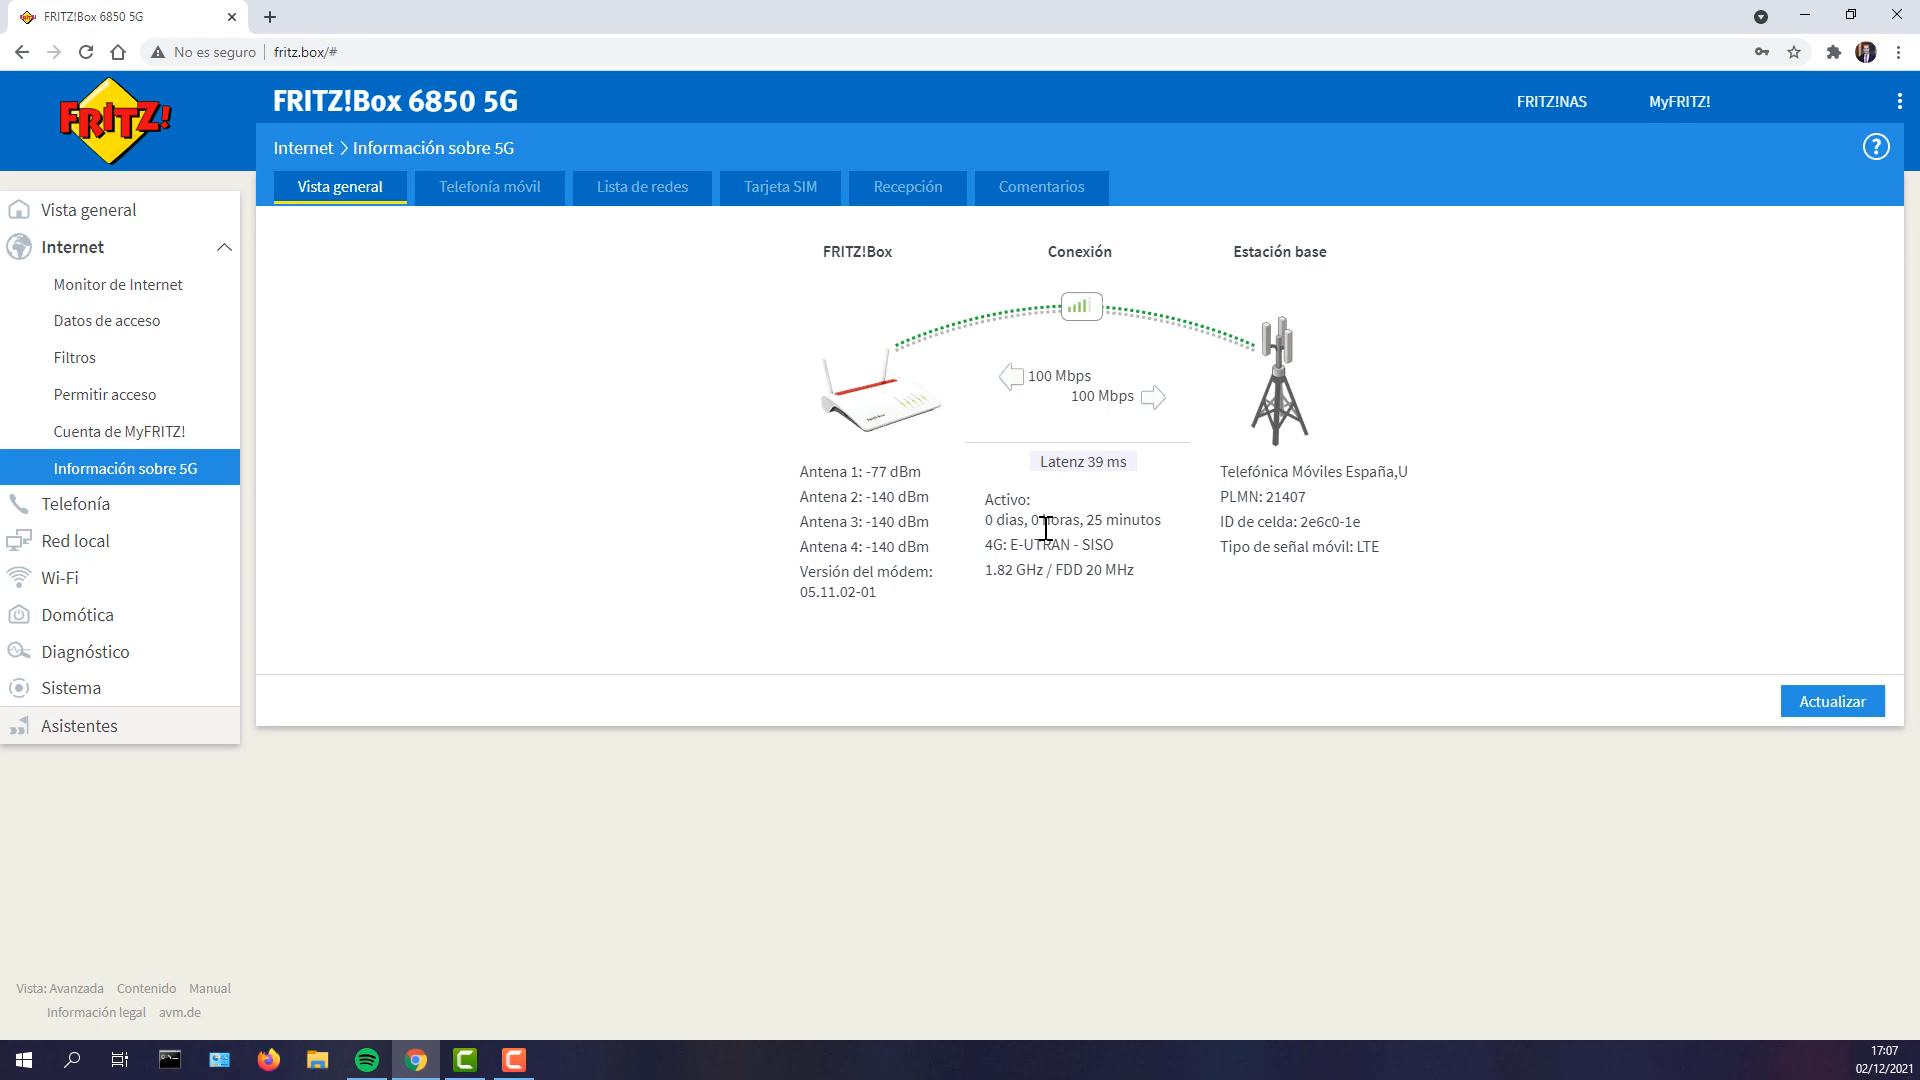 FRITZ!Box 6850 5G
No es seguro
fritz.box/#
FRITZ!
FRITZ!Box 6850 5G
FRITZ!NAS
MyFRITZ!
Internet > Información sobre 5G
?
Vista general
Telefonía móvil
Lista de redes
Tarjeta SIM
Recepción
Comentarios
Vista general
Internet
Monitor de Internet
Datos de acceso
Filtros
Permitir acceso
Cuenta de MyFRITZ!
Información sobre 5G
Telefonía
Red local
Wi-Fi
Domótica
Diagnóstico
Sistema
Asistentes
FRITZ!Box
Conexión
Estación base
100 Mbps
100 Mbps
Latenz 39 ms
Antena 1: -77 dBm
Antena 2: -140 dBm
Antena 3: -140 dBm
Antena 4: -140 dBm
Versión del módem:
05.11.02-01
Activo:
0 dias, 0 horas, 25 minutos
4G: E-UTRAN - SISO
1.82 GHz / FDD 20 MHz
Telefónica Móviles España,U
PLMN: 21407
ID de celda: 2e6c0-1e
Tipo de señal móvil: LTE
Actualizar
Vista: Avanzada Contenido Manual
Información legal avm.de
17:07
02/12/2021